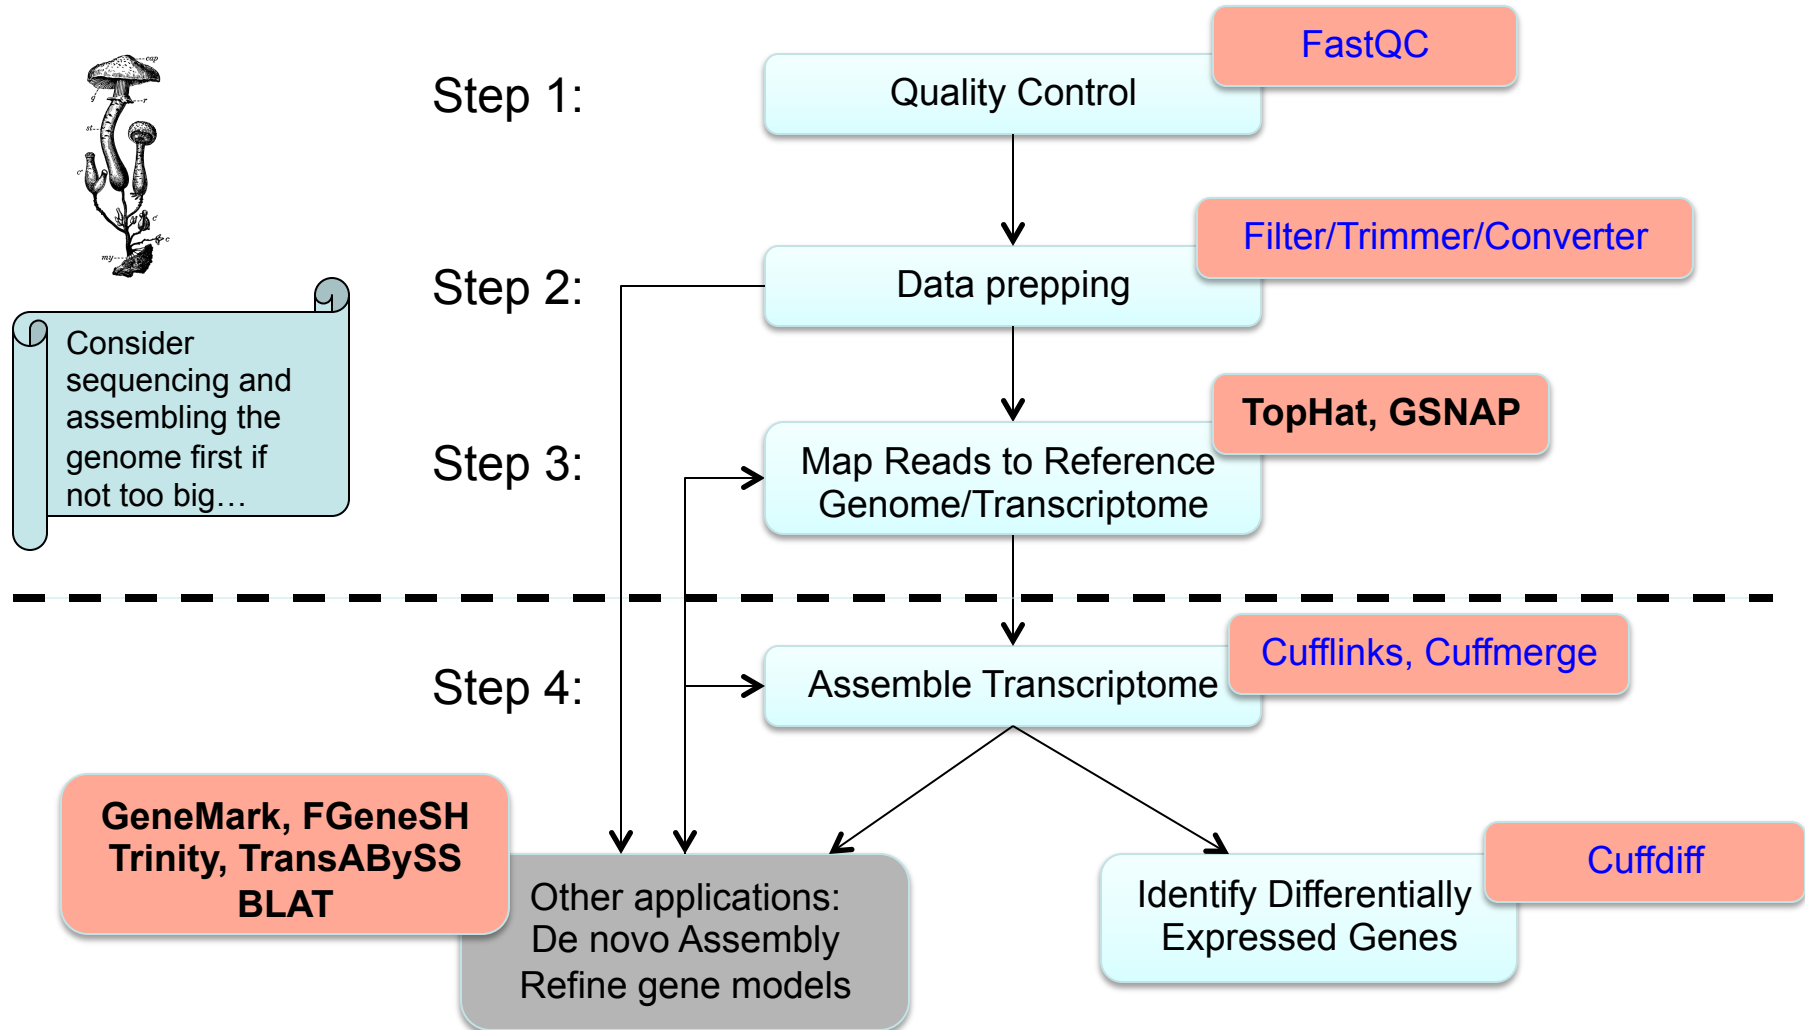 FastQC
Step 1:
Quality Control
cap
g
r
st
c
c
c
my
Filter/Trimmer/Converter
Step 2:
Data prepping
Consider
sequencing and
assembling the
genome first if
not too big…
TopHat, GSNAP
Step 3:
Map Reads to Reference
Genome/Transcriptome
Cufflinks, Cuffmerge
Step 4:
Assemble Transcriptome
GeneMark, FGeneSH
Trinity, TransABySS
BLAT
Other applications:
De novo Assembly
Refine gene models
Cuffdiff
Identify Differentially
Expressed Genes